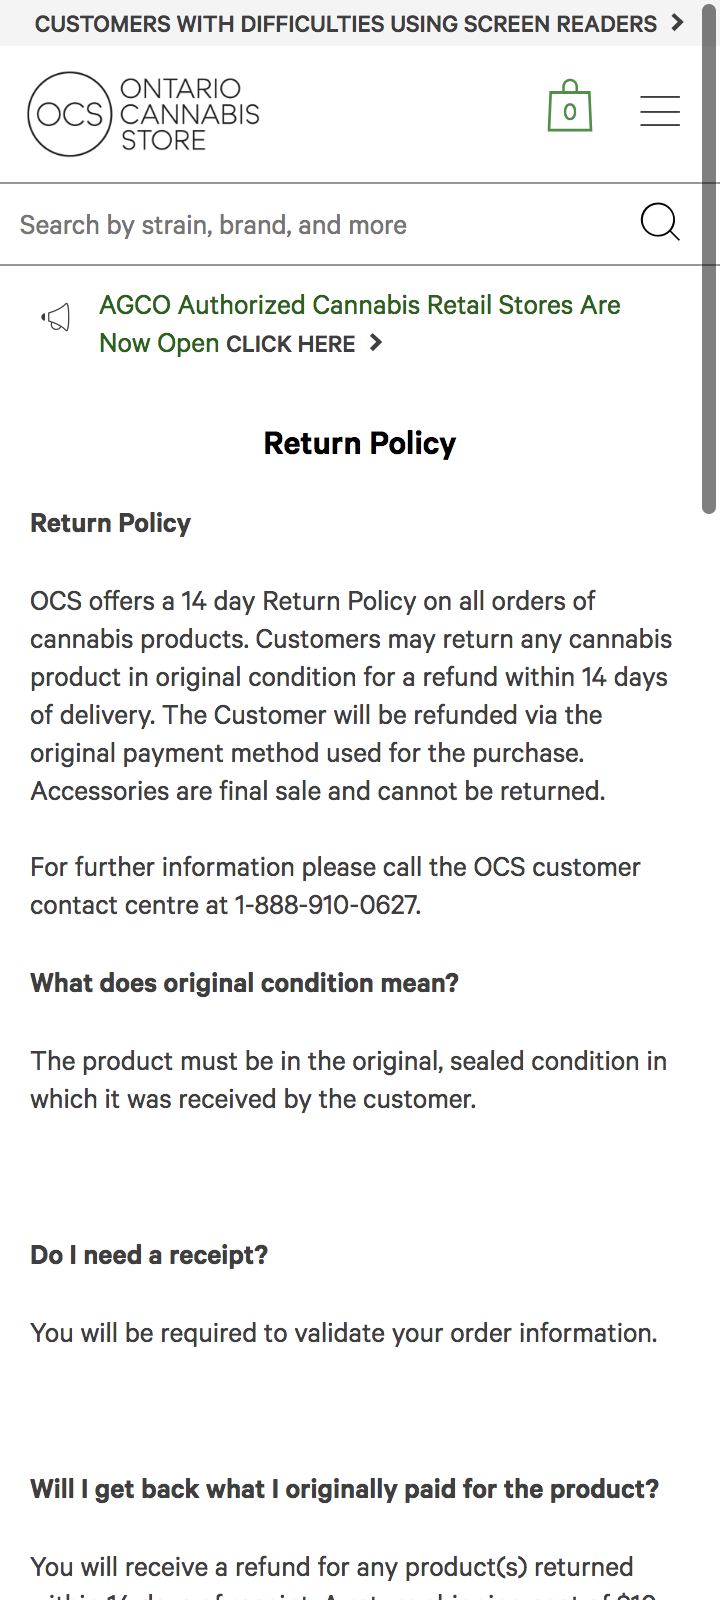 CUSTOMERS WITH DIFFICULTIES USING SCREEN READERS
OCS
ONTARIO
CANNABIS
STORE
0
Search by strain, brand, and more
AGCO Authorized Cannabis Retail Stores Are
Now Open CLICK HERE
Return Policy
Return Policy
OCS offers a 14 day Return Policy on all orders of
cannabis products. Customers may return any cannabis
product in original condition for a refund within 14 days
of delivery. The Customer will be refunded via the
original payment method used for the purchase.
Accessories are final sale and cannot be returned.
For further information please call the OCS customer
contact centre at 1-888-910-0627.
What does original condition mean?
The product must be in the original, sealed condition in
which it was received by the customer.
Do I need a receipt?
You will be required to validate your order information.
Will I get back what I originally paid for the product?
You will receive a refund for any product(s) returned